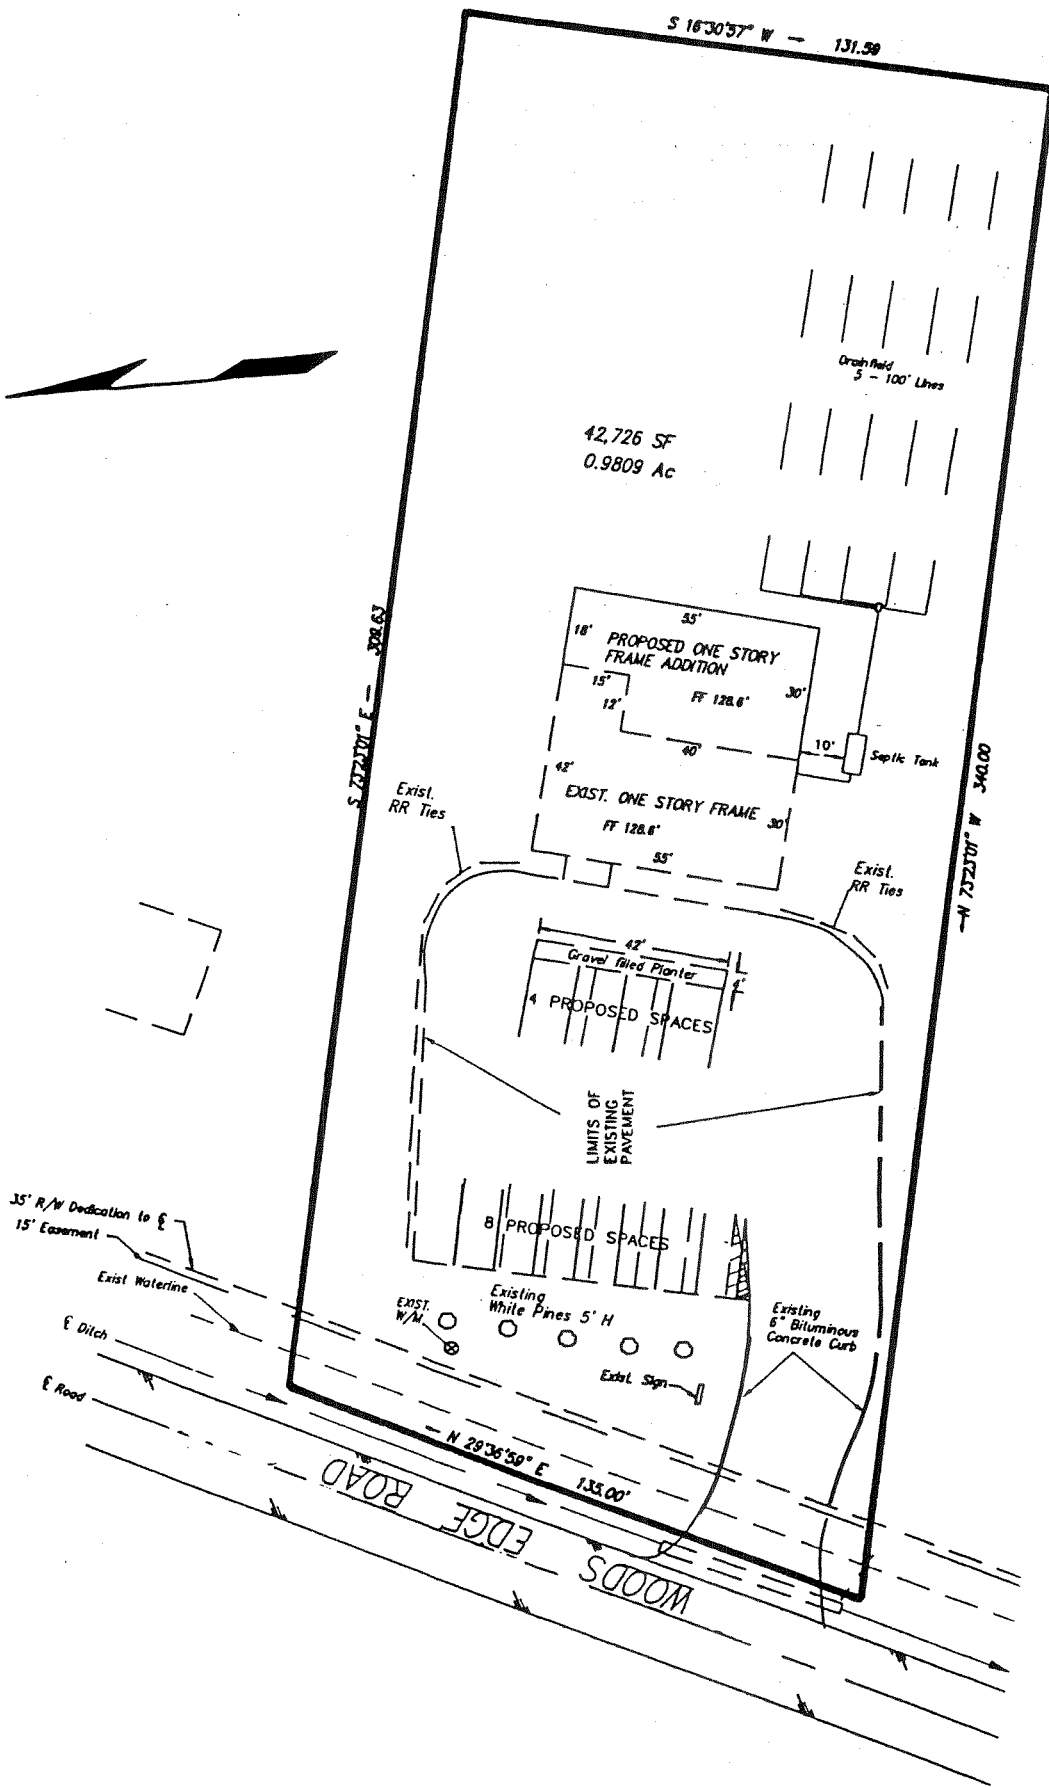 S 16°30'57" W — 131.59
Drainfield
5 - 100' Lines
42,726 SF
0.9809 Ac
S 73°23'01" E — 309.63
55'
18'
PROPOSED ONE STORY
FRAME ADDITION
15'
FF 128.6'
30'
12'
40'
10'
Septic Tank
42'
EXIST. ONE STORY FRAME
30'
FF 128.6'
55'
N 73°23'01" W 340.00
Exist.
RR Ties
Exist.
RR Ties
42'
Gravel filled Planter
4'
4 PROPOSED SPACES
LIMITS OF
EXISTING
PAVEMENT
35' R/W Dedication to ℄
15' Easement
8 PROPOSED SPACES
Exist Waterline
EXIST.
W/M
Existing
White Pines 5' H
Existing
6" Bituminous
Concrete Curb
℄ Ditch
Exist. Sign
℄ Road
N 29°36'59" E 135.00'
WOODS EDGE ROAD